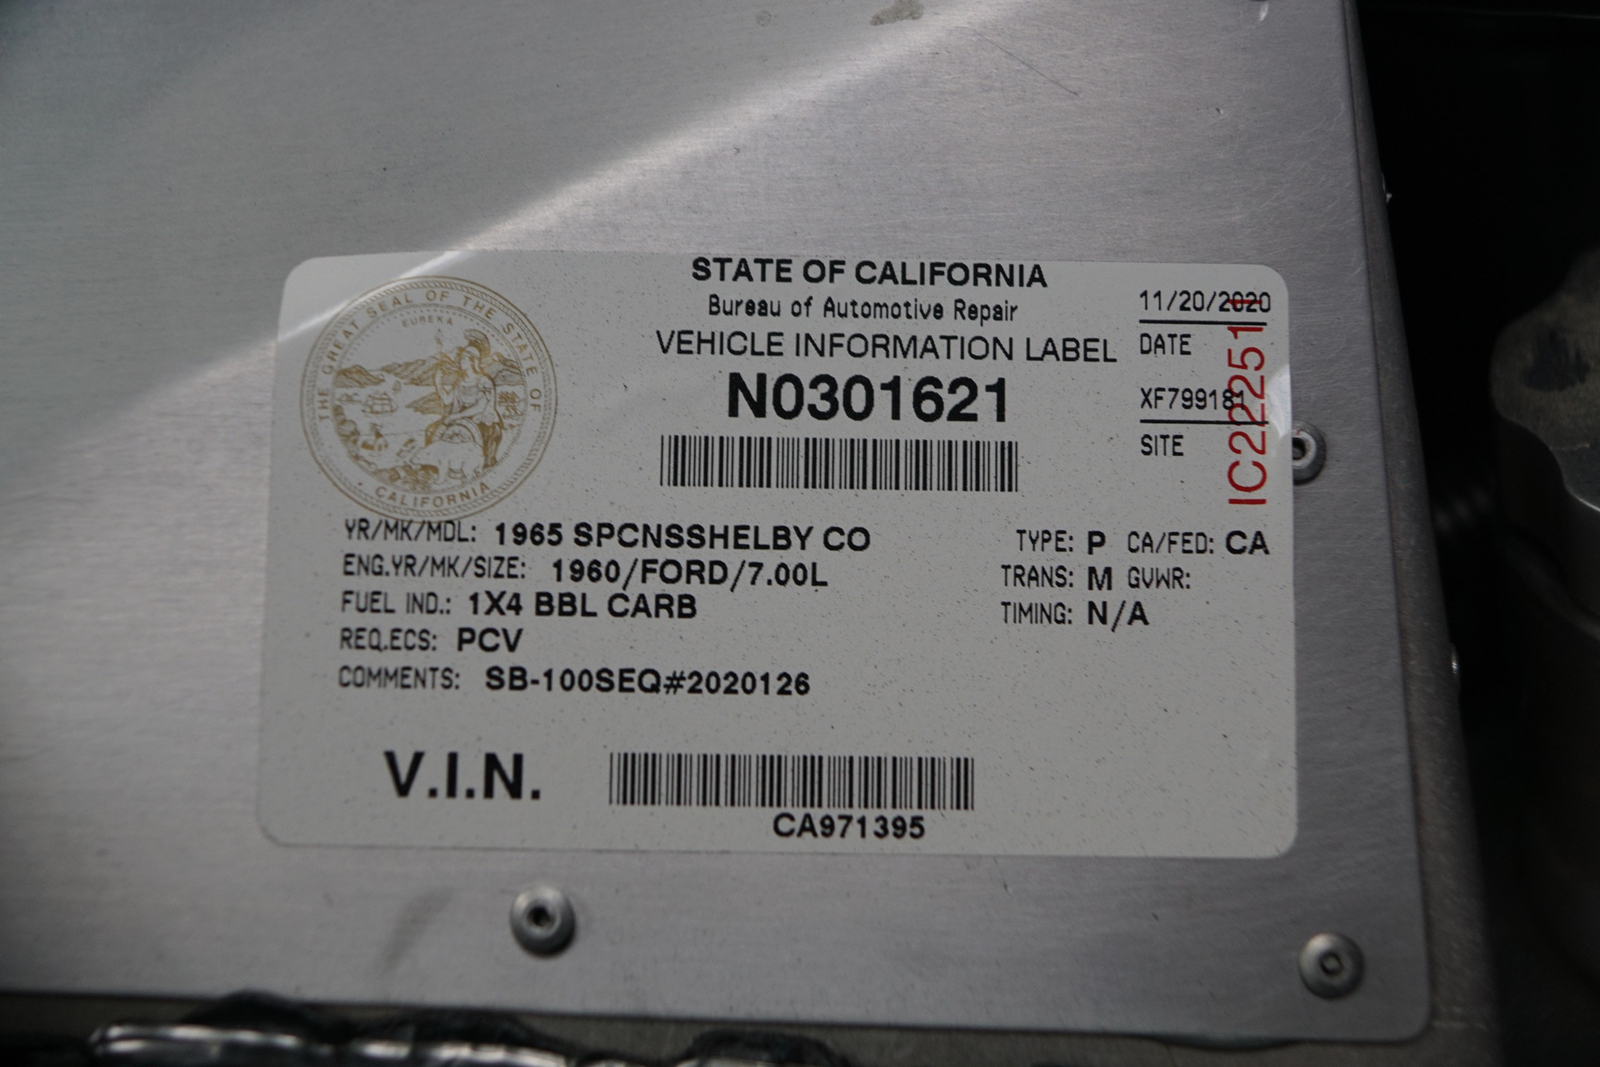 STATE OF CALIFORNIA
Bureau of Automotive Repair
VEHICLE INFORMATION LABEL
N0301621
11/20/2020
DATE
XF799181
SITE
IC222511
THE GREAT SEAL OF THE STATE OF CALIFORNIA
EUREKA
YR/MK/MDL: 1965 SPCNSSHELBY CO
TYPE: P CA/FED: CA
ENG.YR/MK/SIZE: 1960/FORD/7.00L
TRANS: M GVWR:
FUEL IND.: 1X4 BBL CARB
TIMING: N/A
REQ.ECS: PCV
COMMENTS: SB-100SEQ#2020126
V.I.N.
CA971395